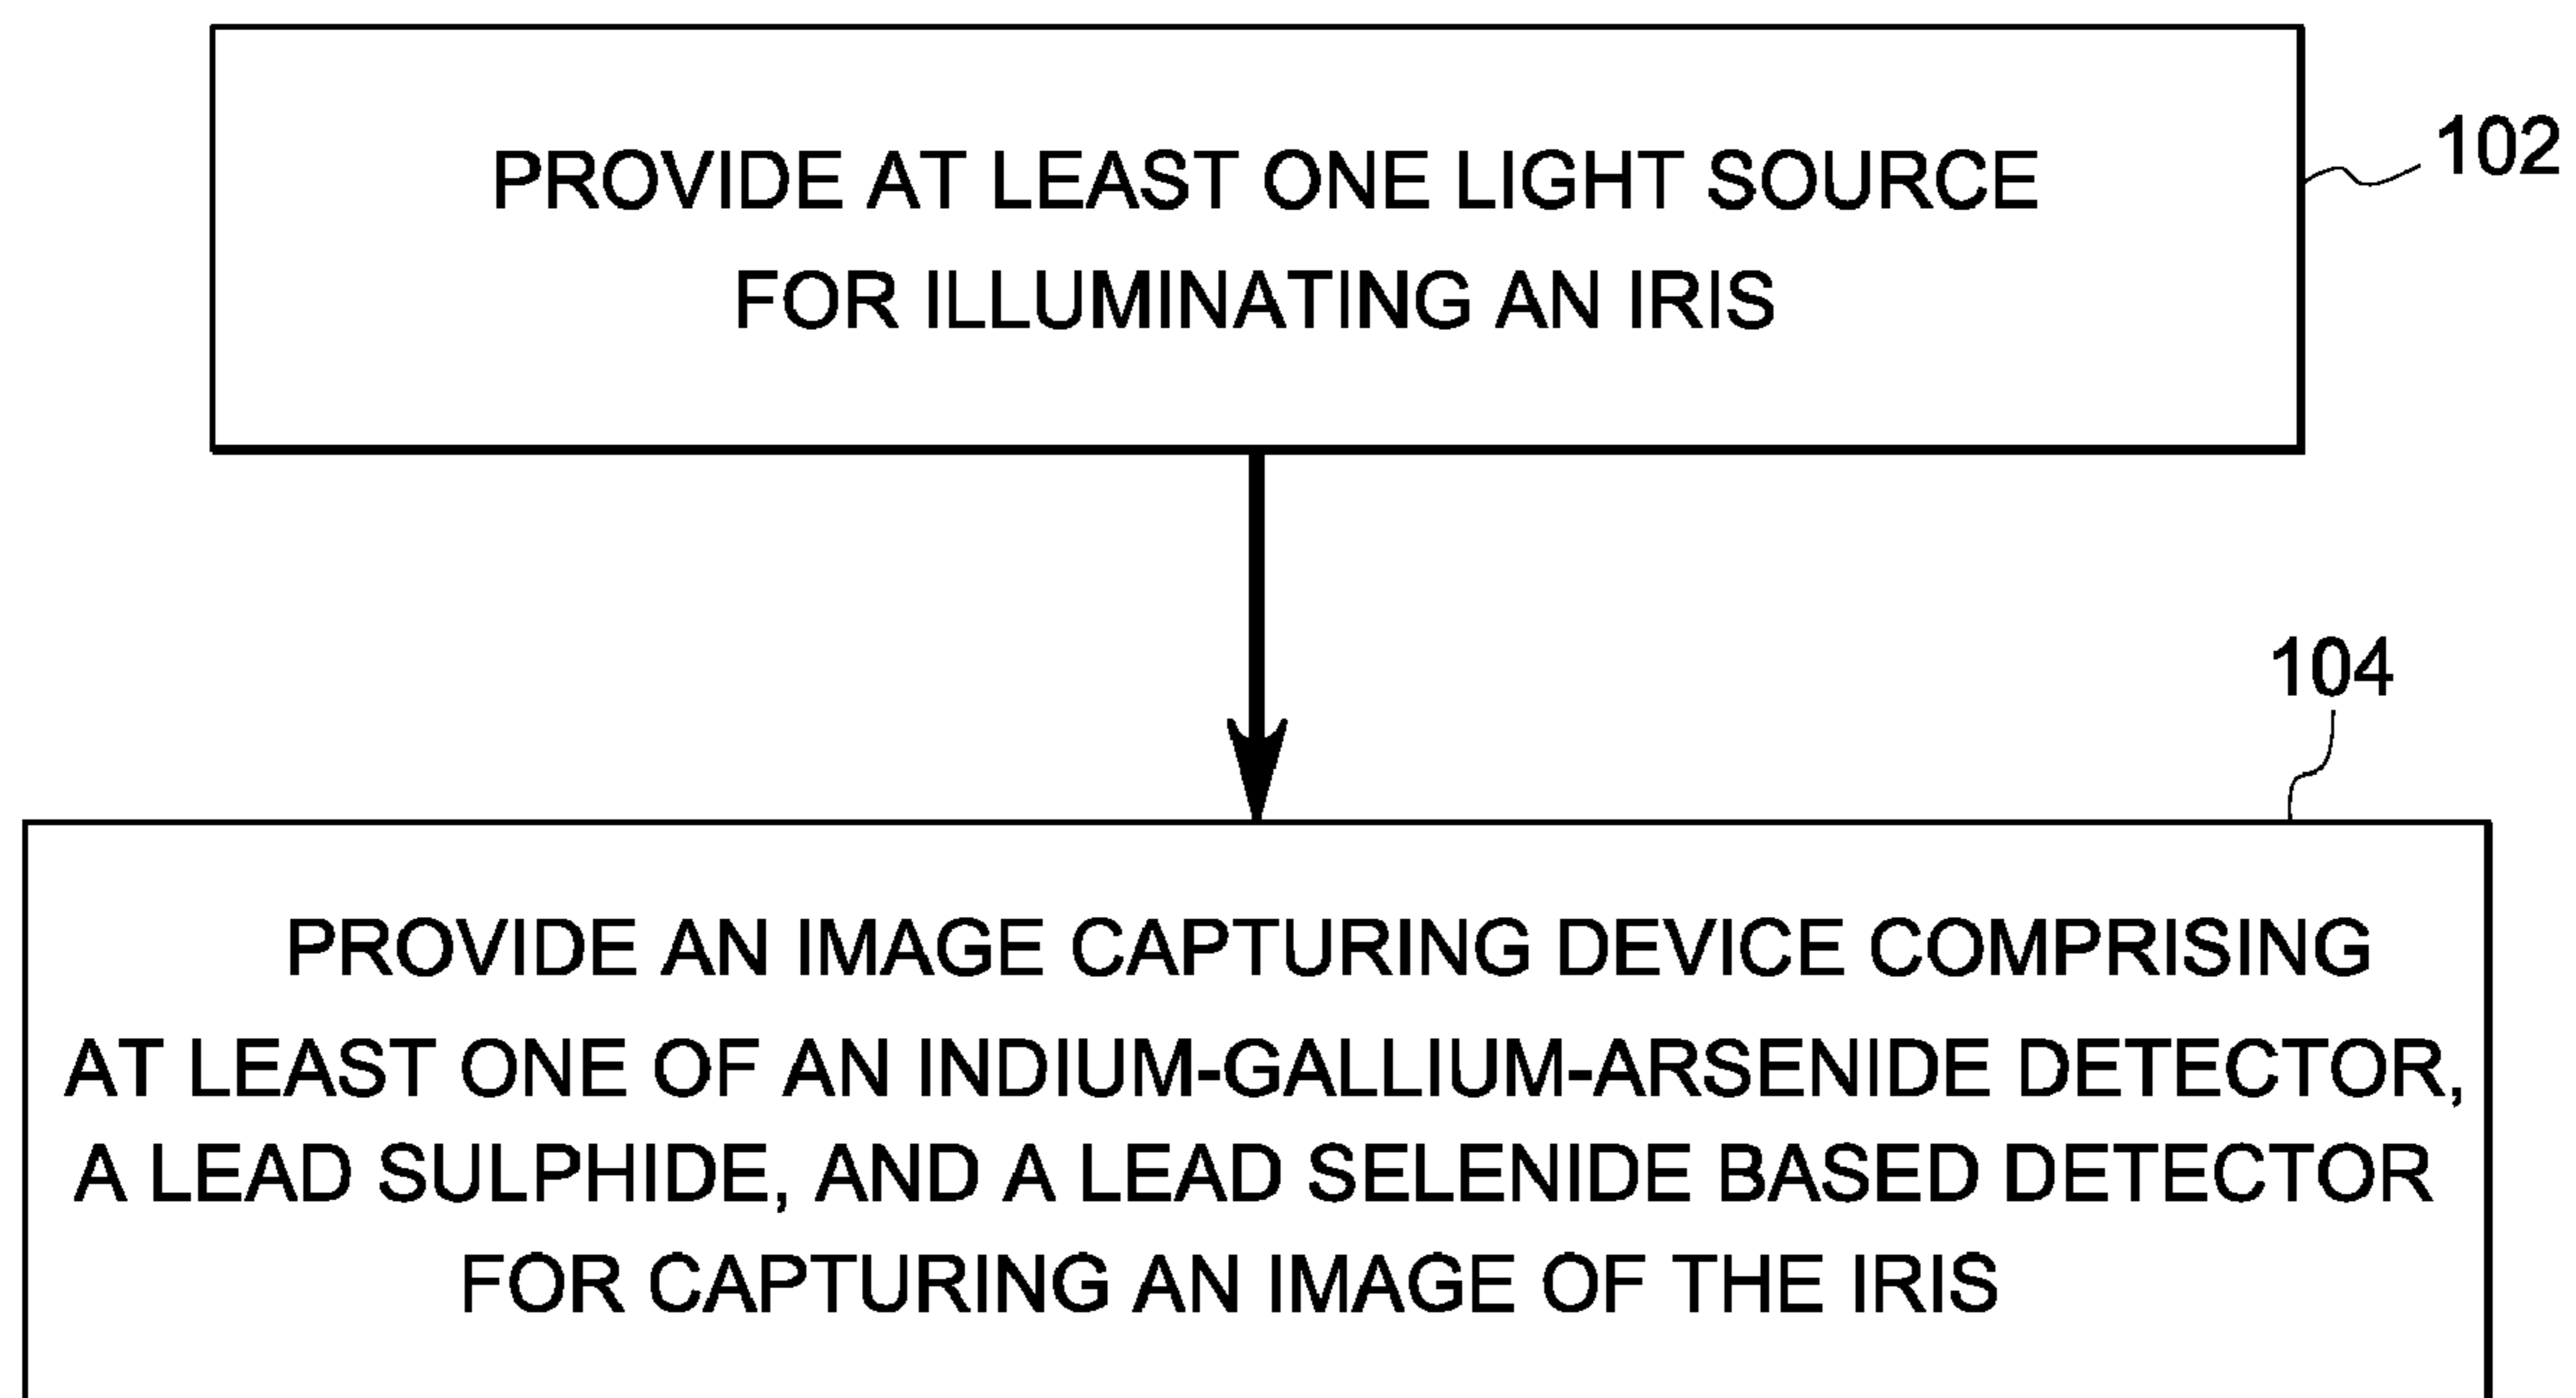 PROVIDE AT LEAST ONE LIGHT SOURCE
FOR ILLUMINATING AN IRIS
102
104
PROVIDE AN IMAGE CAPTURING DEVICE COMPRISING
AT LEAST ONE OF AN INDIUM-GALLIUM-ARSENIDE DETECTOR,
A LEAD SULPHIDE, AND A LEAD SELENIDE BASED DETECTOR
FOR CAPTURING AN IMAGE OF THE IRIS